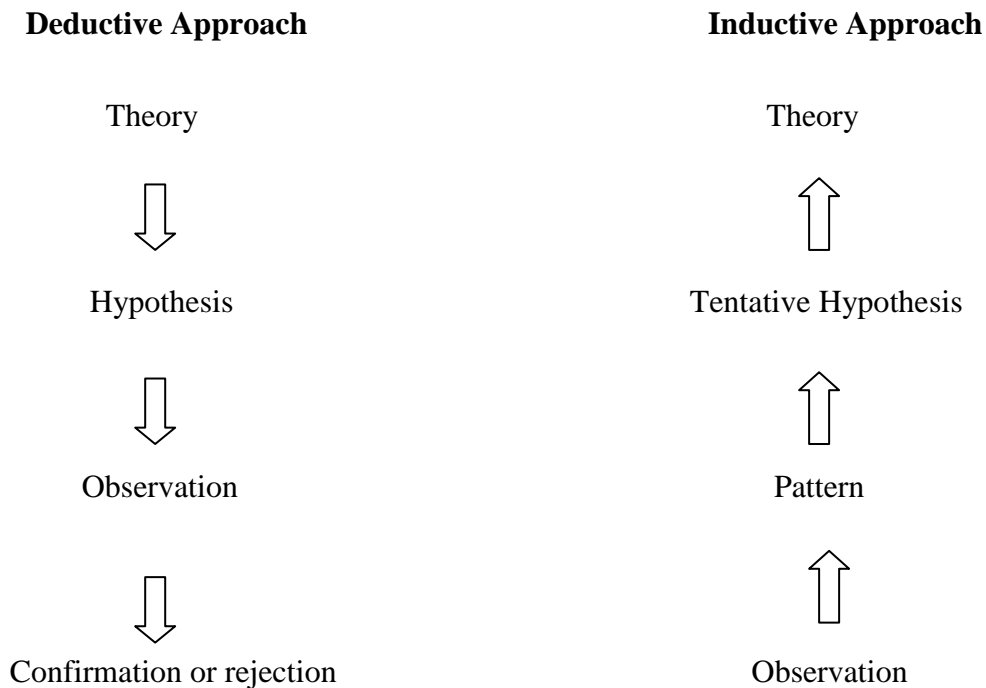 Deductive Approach
Inductive Approach
Theory
Theory
Hypothesis
Tentative Hypothesis
Observation
Pattern
Confirmation or rejection
Observation